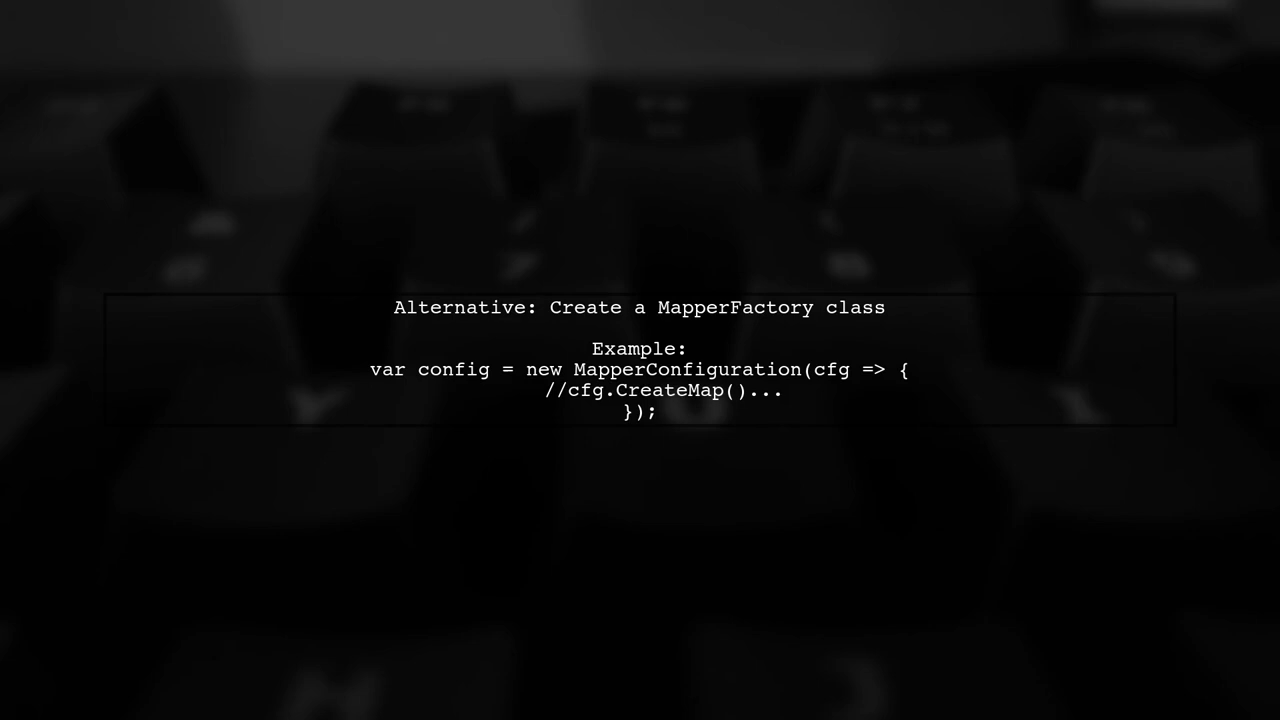 Alternative: Create a MapperFactory class
Example:
var config = new MapperConfiguration(cfg => {
//cfg.CreateMap()...
});